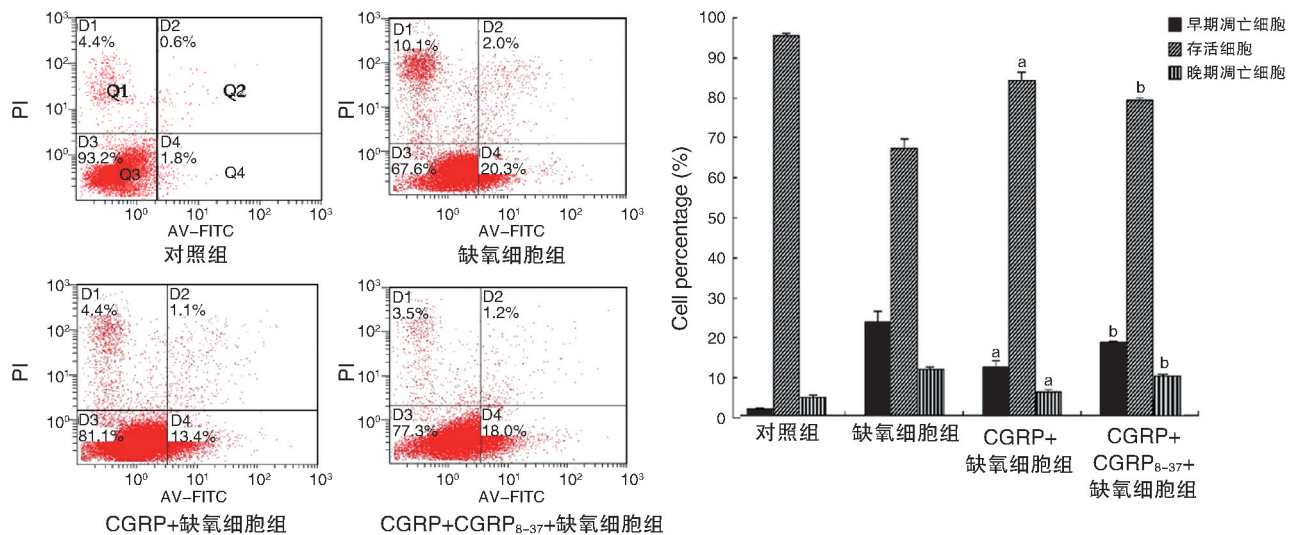 10³
10²
10¹
10⁰
PI
D1
4.4%
D2
0.6%
Q1
Q2
D3
93.2%
D4
1.8%
Q3
Q4
10⁰ 10¹ 10² 10³
AV-FITC
对照组
10³
10²
10¹
10⁰
PI
D1
10.1%
D2
2.0%
D3
67.6%
D4
20.3%
10⁰ 10¹ 10² 10³
AV-FITC
缺氧细胞组
10³
10²
10¹
10⁰
PI
D1
4.4%
D2
1.1%
D3
81.1%
D4
13.4%
10⁰ 10¹ 10² 10³
AV-FITC
CGRP+缺氧细胞组
10³
10²
10¹
10⁰
PI
D1
3.5%
D2
1.2%
D3
77.3%
D4
18.0%
10⁰ 10¹ 10² 10³
AV-FITC
CGRP+CGRP₈₋₃₇+缺氧细胞组
Cell percentage (%)
100
90
80
70
60
90
40
30
20
10
0
早期凋亡细胞
存活细胞
晚期凋亡细胞
a
a
a
b
b
b
对照组
缺氧细胞组
CGRP+
缺氧细胞组
CGRP+
CGRP₈₋₃₇+
缺氧细胞组